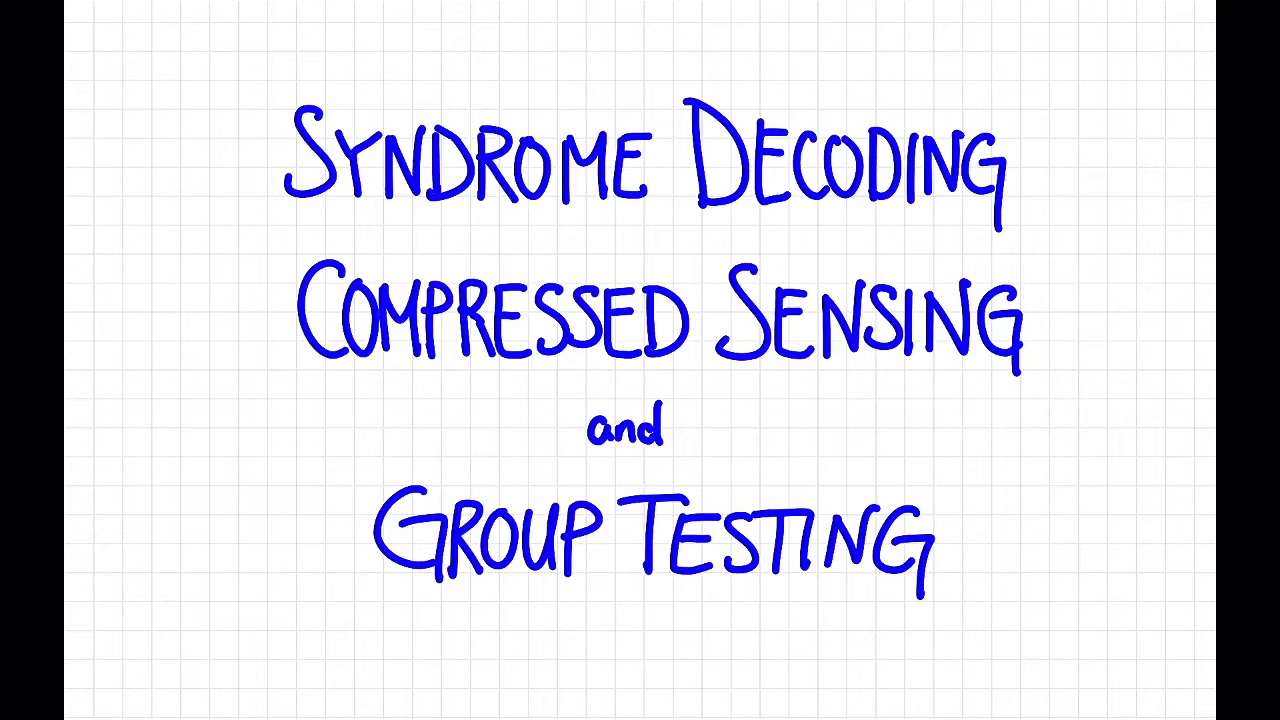 SYNDROME DECODING
COMPRESSED SENSING
and
GROUP TESTING